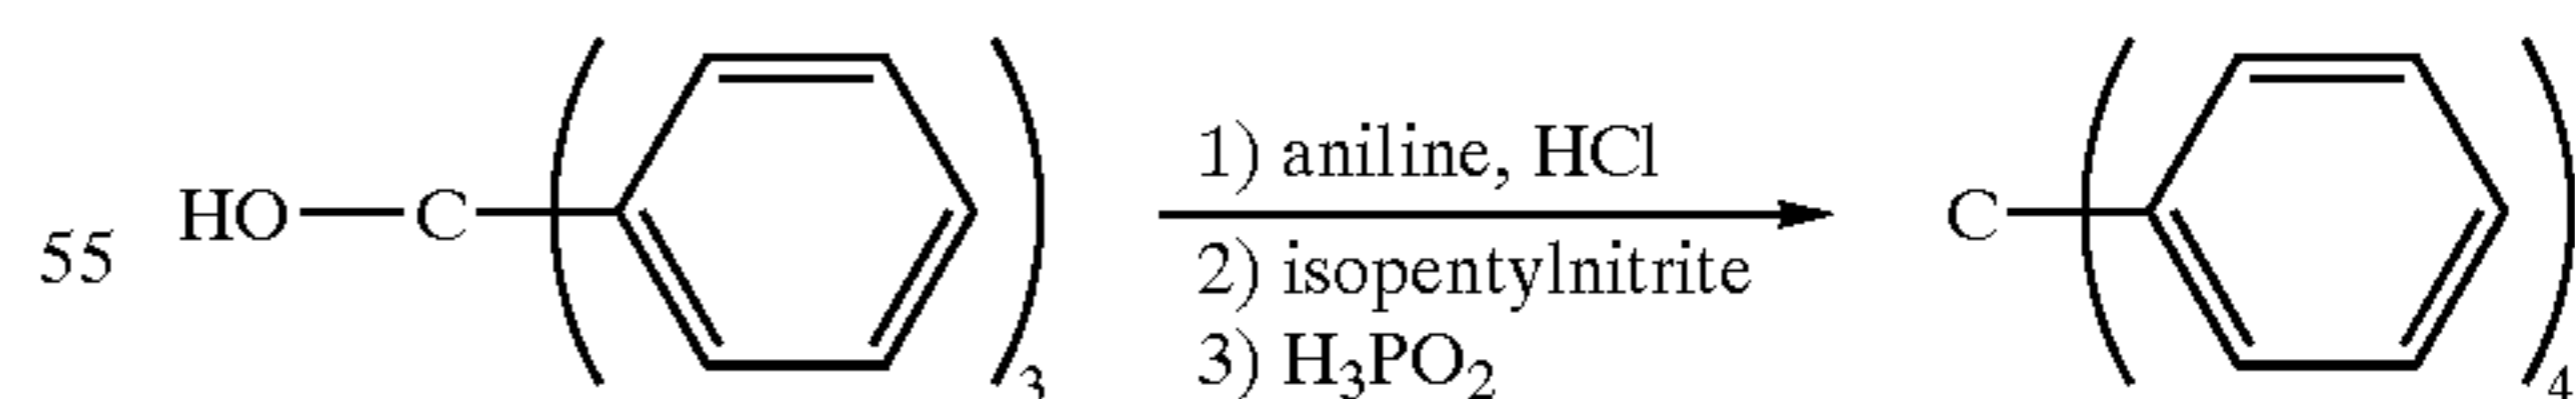 1) aniline, HCl
55 HO—C 3 C 4
2) isopentylnitrite
3) H₃PO₂